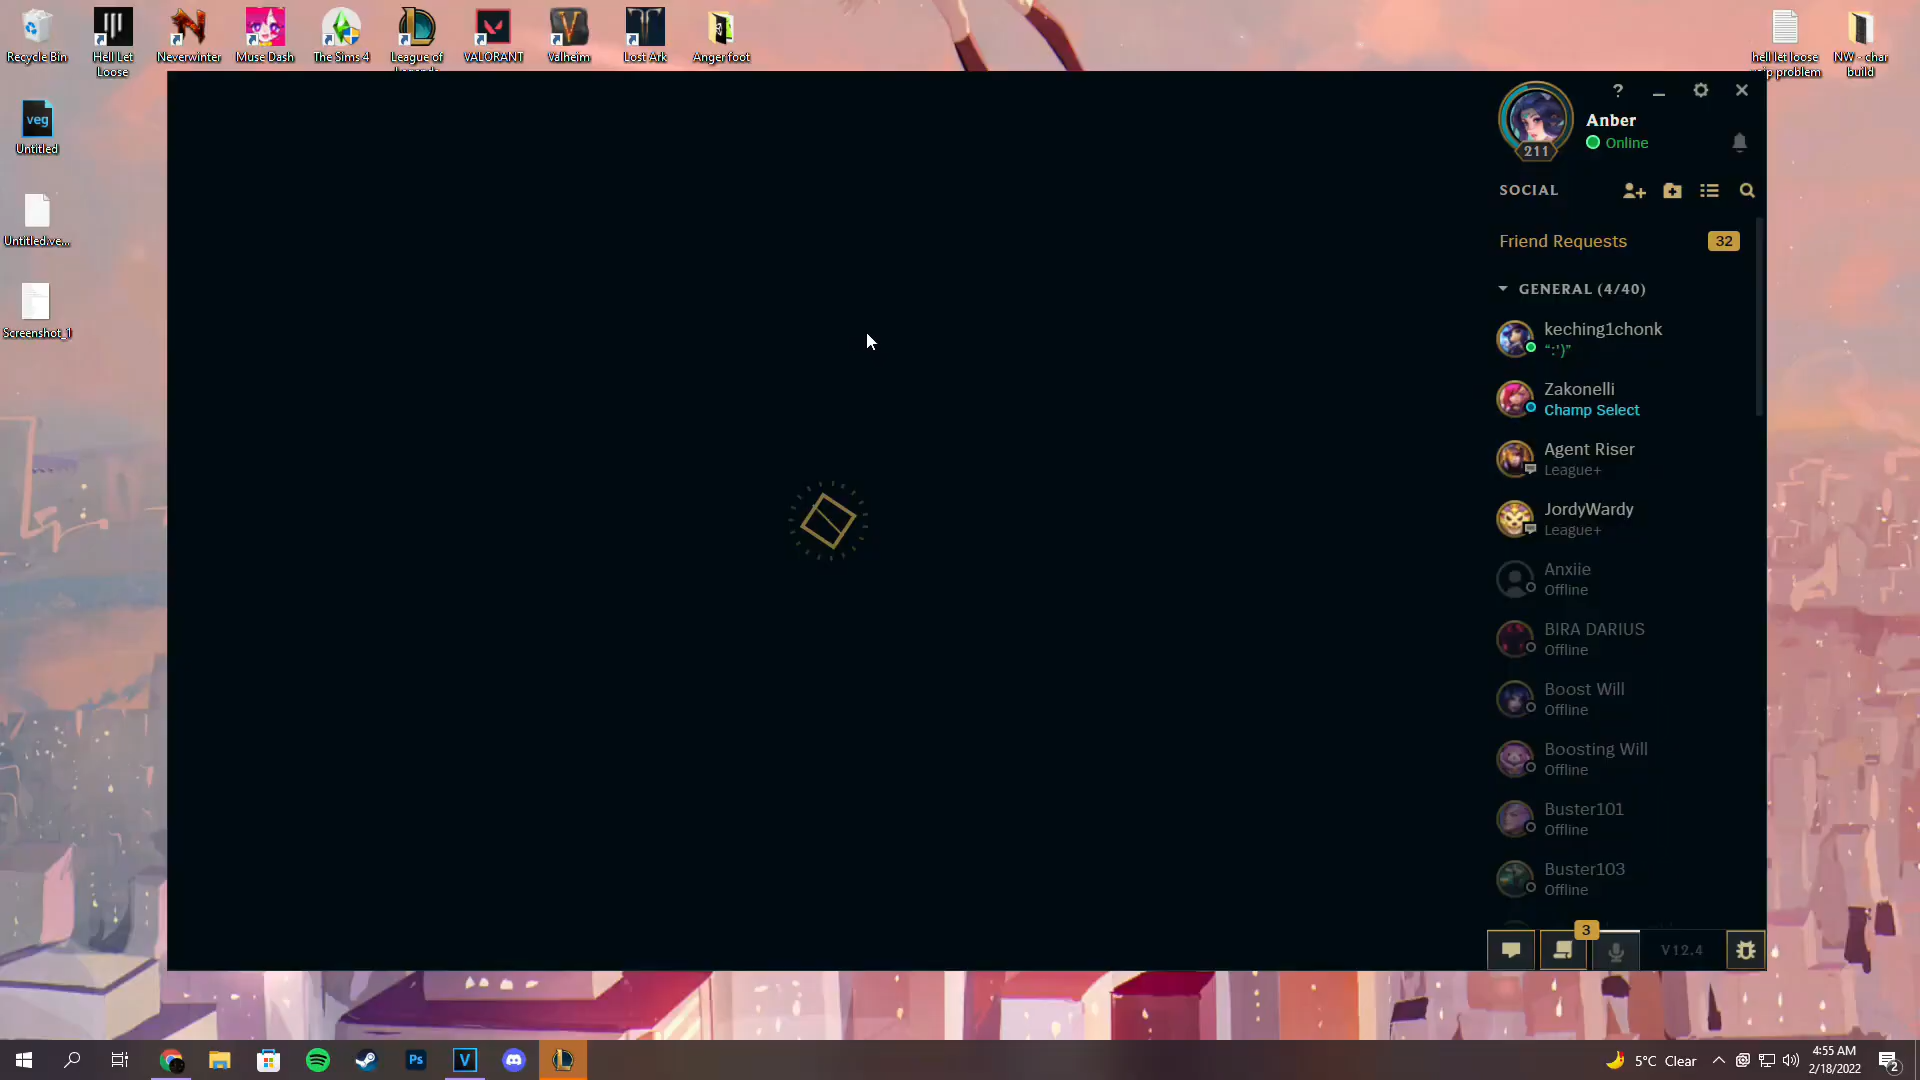 Recycle Bin
Hell Let
Loose
Neverwinter
Muse Dash
The Sims 4
League of
VALORANT
Valheim
Lost Ark
Anger foot
hell let loose
problem
NW - char
build
veg
Untitled
Untitled.ve...
Screenshot_1
?
Anber
Online
211
SOCIAL
Friend Requests
32
GENERAL (4/40)
keching1chonk
“:')”
Zakonelli
Champ Select
Agent Riser
League+
JordyWardy
League+
Anxiie
Offline
BIRA DARIUS
Offline
Boost Will
Offline
Boosting Will
Offline
Buster101
Offline
Buster103
Offline
3
V12.4
Ps
V
5°C Clear
4:55 AM
2/18/2022
2